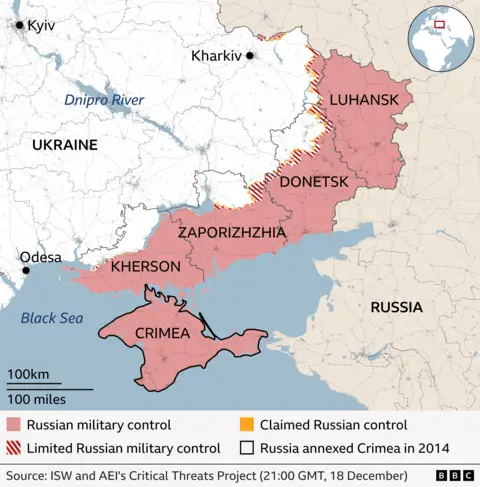 Kyiv
Kharkiv
Dnipro River
LUHANSK
UKRAINE
DONETSK
ZAPORIZHZHIA
KHERSON
Odesa
RUSSIA
Black Sea
CRIMEA
100km
100 miles
Russian military control
Claimed Russian control
Limited Russian military control
Russia annexed Crimea in 2014
Source: ISW and AEI's Critical Threats Project (21:00 GMT, 18 December)
BBC